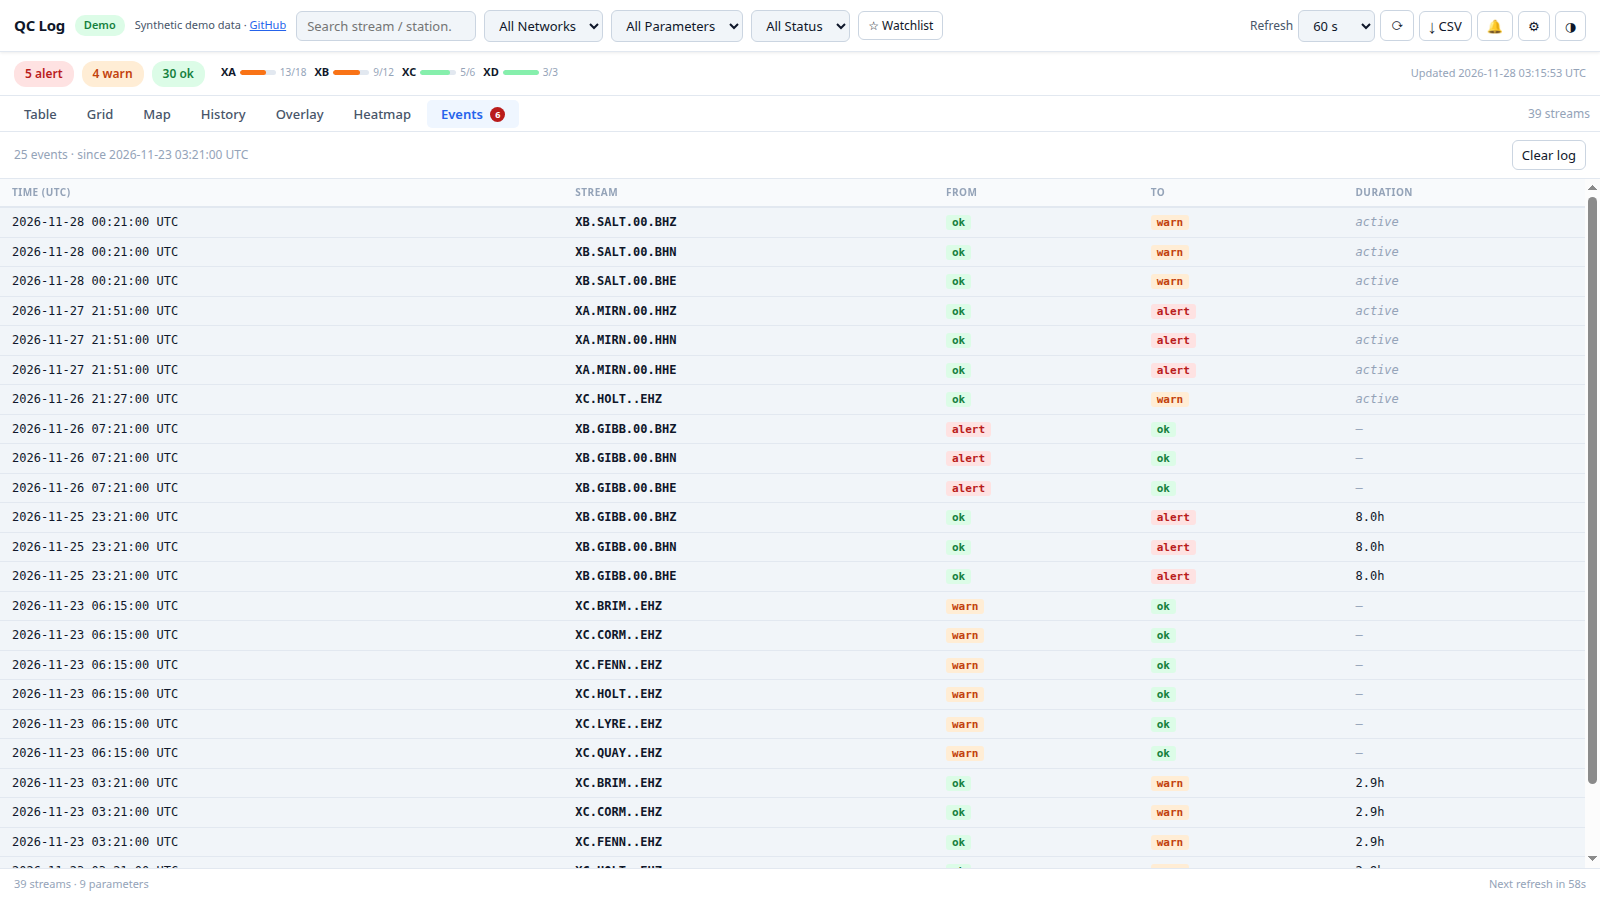 QC Log Demo Synthetic demo data · GitHub Search stream / station. All Networks All Parameters All Status ☆ Watchlist Refresh 60 s ⟳ ↓ CSV
5 alert 4 warn 30 ok XA 13/18 XB 9/12 XC 5/6 XD 3/3 Updated 2026-11-28 03:15:53 UTC
Table Grid Map History Overlay Heatmap Events 6 39 streams
25 events · since 2026-11-23 03:21:00 UTC Clear log
TIME (UTC) STREAM FROM TO DURATION
2026-11-28 00:21:00 UTC XB.SALT.00.BHZ ok warn active
2026-11-28 00:21:00 UTC XB.SALT.00.BHN ok warn active
2026-11-28 00:21:00 UTC XB.SALT.00.BHE ok warn active
2026-11-27 21:51:00 UTC XA.MIRN.00.HHZ ok alert active
2026-11-27 21:51:00 UTC XA.MIRN.00.HHN ok alert active
2026-11-27 21:51:00 UTC XA.MIRN.00.HHE ok alert active
2026-11-26 21:27:00 UTC XC.HOLT..EHZ ok warn active
2026-11-26 07:21:00 UTC XB.GIBB.00.BHZ alert ok —
2026-11-26 07:21:00 UTC XB.GIBB.00.BHN alert ok —
2026-11-26 07:21:00 UTC XB.GIBB.00.BHE alert ok —
2026-11-25 23:21:00 UTC XB.GIBB.00.BHZ ok alert 8.0h
2026-11-25 23:21:00 UTC XB.GIBB.00.BHN ok alert 8.0h
2026-11-25 23:21:00 UTC XB.GIBB.00.BHE ok alert 8.0h
2026-11-23 06:15:00 UTC XC.BRIM..EHZ warn ok —
2026-11-23 06:15:00 UTC XC.CORM..EHZ warn ok —
2026-11-23 06:15:00 UTC XC.FENN..EHZ warn ok —
2026-11-23 06:15:00 UTC XC.HOLT..EHZ warn ok —
2026-11-23 06:15:00 UTC XC.LYRE..EHZ warn ok —
2026-11-23 06:15:00 UTC XC.QUAY..EHZ warn ok —
2026-11-23 03:21:00 UTC XC.BRIM..EHZ ok warn 2.9h
2026-11-23 03:21:00 UTC XC.CORM..EHZ ok warn 2.9h
2026-11-23 03:21:00 UTC XC.FENN..EHZ ok warn 2.9h
39 streams · 9 parameters Next refresh in 58s